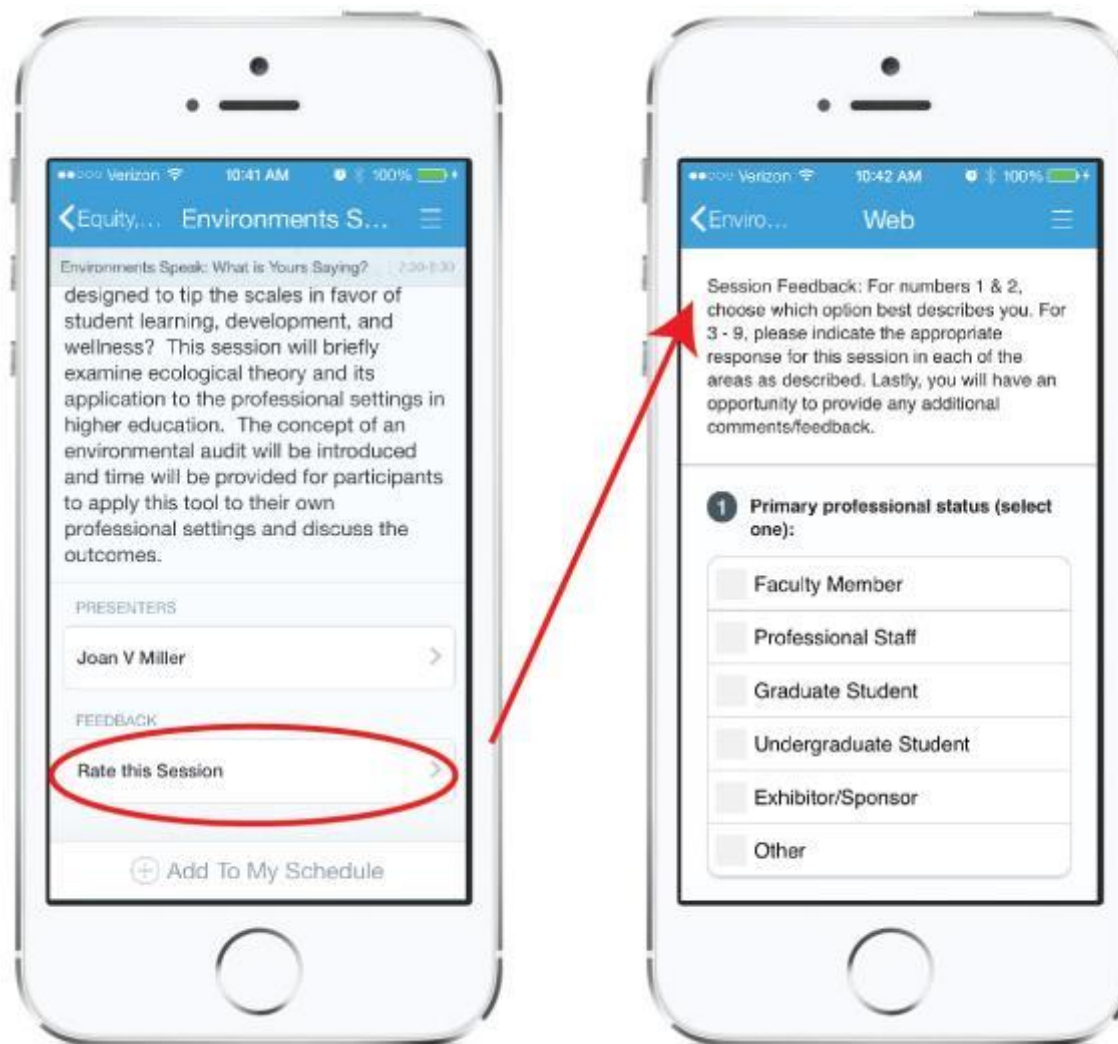 Verizon 10:41 AM 100%
Equity,... Environments S...
Environments Speak: What is Yours Saying? 2:30-3:30
designed to tip the scales in favor of
student learning, development, and
wellness? This session will briefly
examine ecological theory and its
application to the professional settings in
higher education. The concept of an
environmental audit will be introduced
and time will be provided for participants
to apply this tool to their own
professional settings and discuss the
outcomes.
PRESENTERS
Joan V Miller
FEEDBACK
Rate this Session
Add To My Schedule
Verizon 10:42 AM 100%
Enviro... Web
Session Feedback: For numbers 1 & 2,
choose which option best describes you. For
3 - 9, please indicate the appropriate
response for this session in each of the
areas as described. Lastly, you will have an
opportunity to provide any additional
comments/feedback.
1 Primary professional status (select
one):
Faculty Member
Professional Staff
Graduate Student
Undergraduate Student
Exhibitor/Sponsor
Other